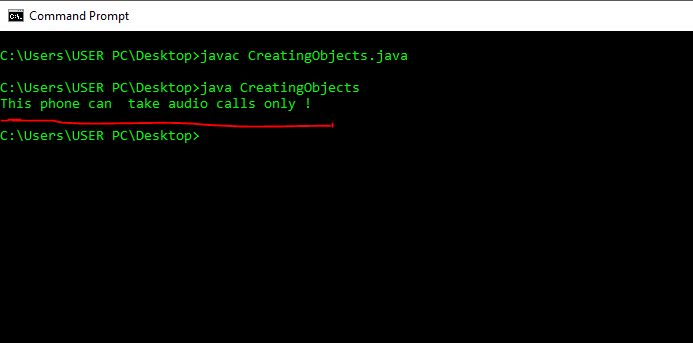 Command Prompt
C:\Users\USER PC\Desktop>javac CreatingObjects.java
C:\Users\USER PC\Desktop>java CreatingObjects
This phone can  take audio calls only !
C:\Users\USER PC\Desktop>